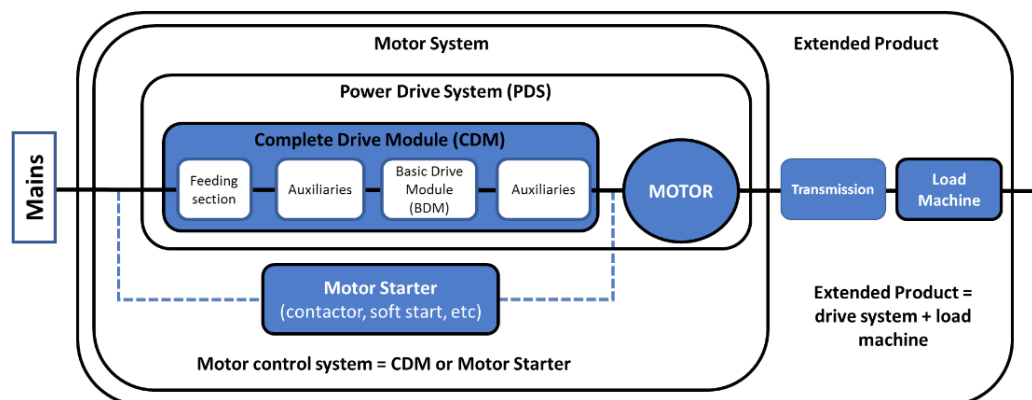 Motor System
Extended Product
Power Drive System (PDS)
Complete Drive Module (CDM)
Mains
Feeding
section
Auxiliaries
Basic Drive
Module
(BDM)
Auxiliaries
MOTOR
Transmission
Load
Machine
Motor Starter
(contactor, soft start, etc)
Extended Product =
drive system + load
machine
Motor control system = CDM or Motor Starter